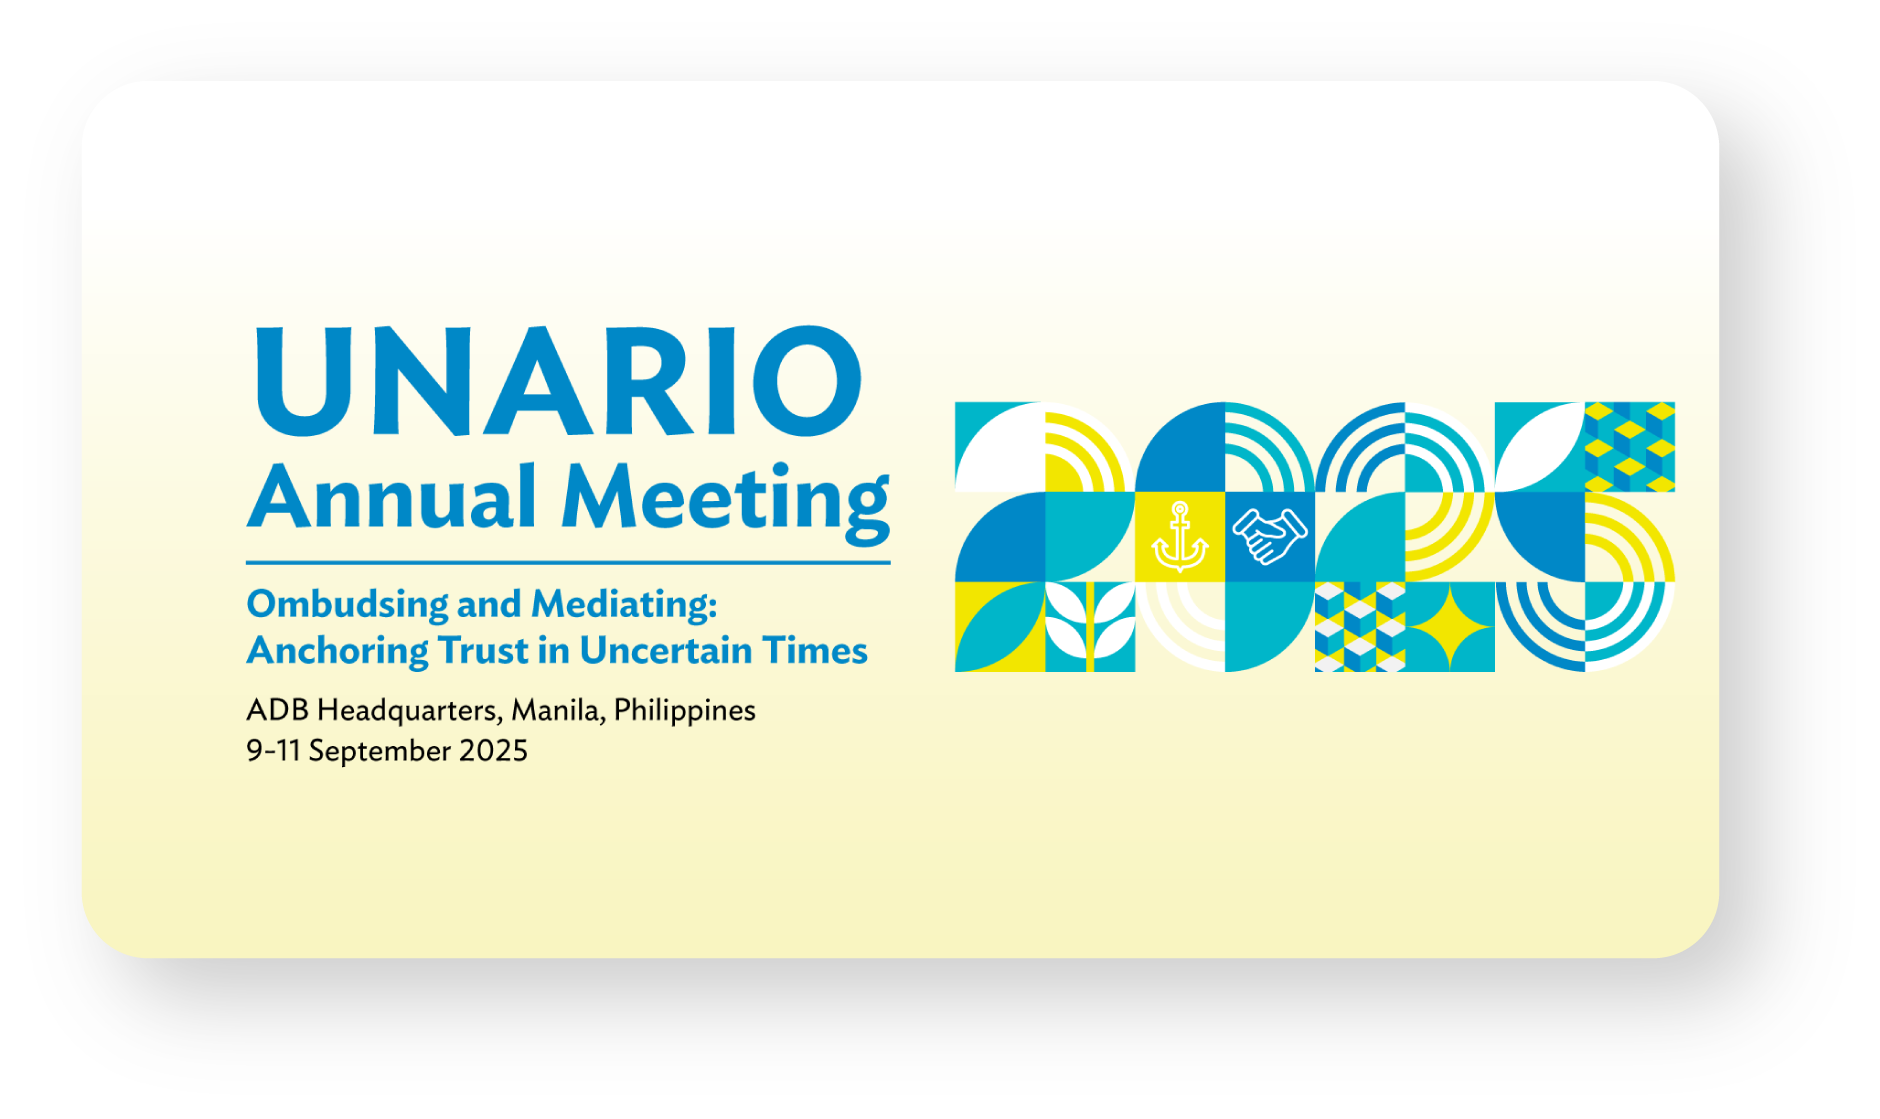 UNARIO
Annual Meeting
Ombudsing and Mediating:
Anchoring Trust in Uncertain Times
ADB Headquarters, Manila, Philippines
9-11 September 2025
2025